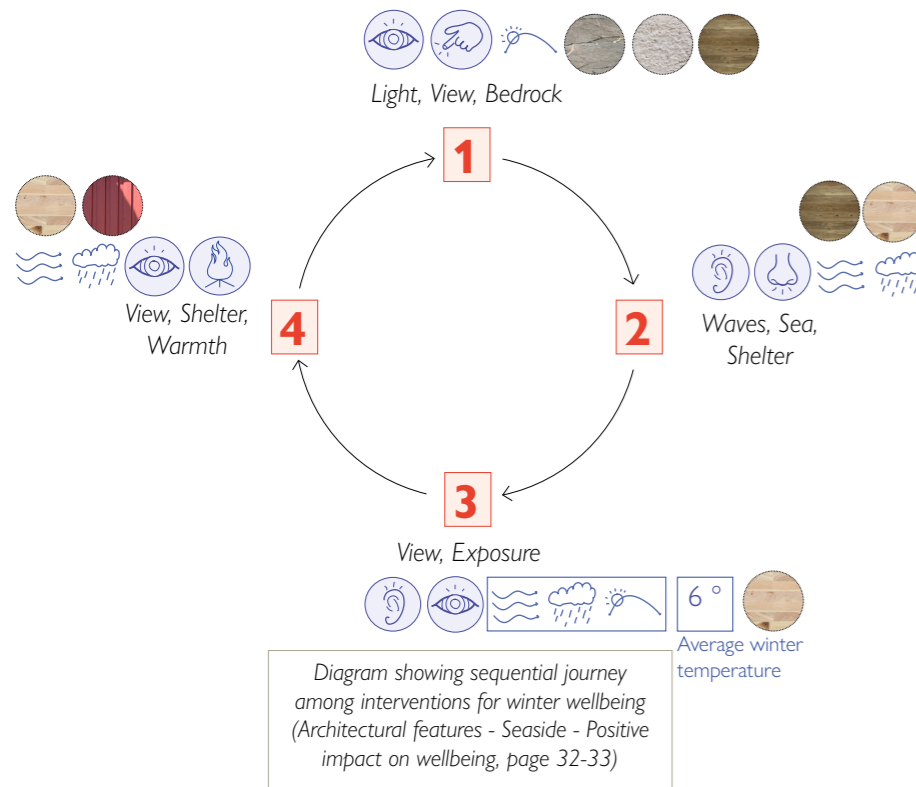 Light, View, Bedrock
1
View, Shelter,
Warmth
4
2
Waves, Sea,
Shelter
3
View, Exposure
6 °
Average winter
temperature
Diagram showing sequential journey
among interventions for winter wellbeing
(Architectural features - Seaside - Positive
impact on wellbeing, page 32-33)